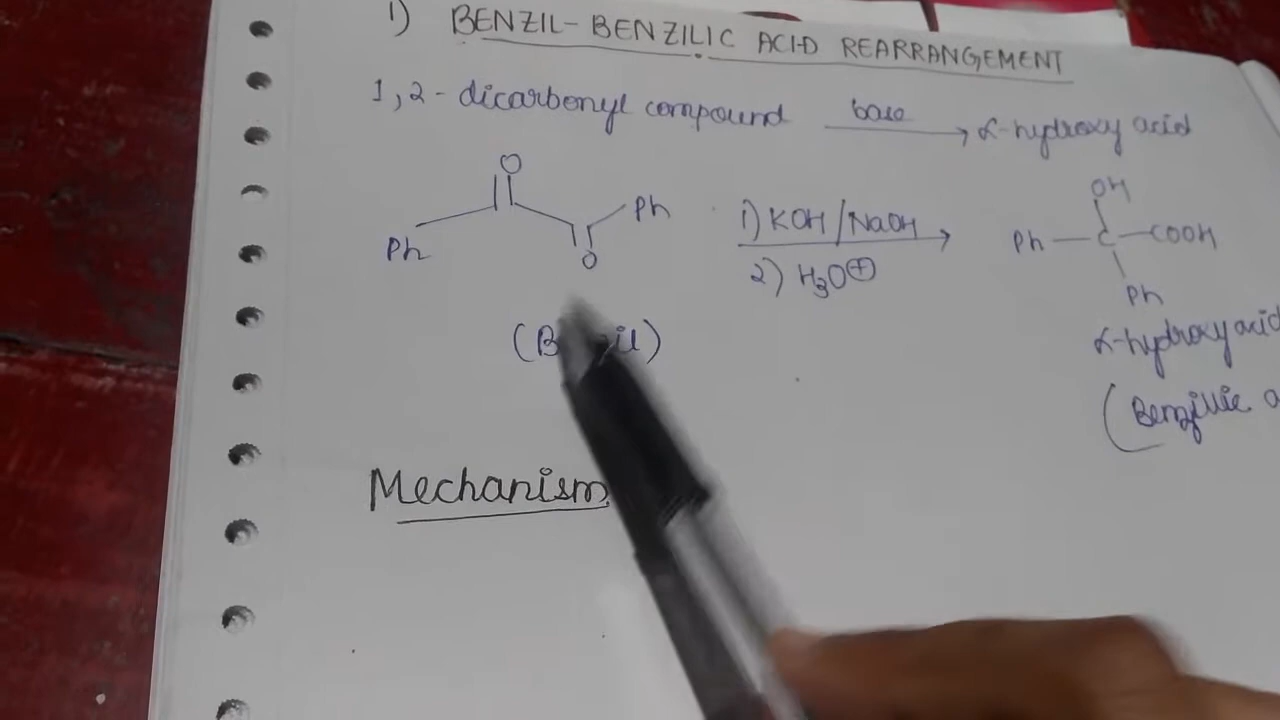 1) BENZIL-BENZILIC ACID REARRANGEMENT
1,2-dicarbonyl compound base → α-hydroxy acid
O
Ph
O
Ph
1) KOH/NaOH
2) H3O⊕
OH
Ph — C — COOH
Ph
α-hydroxy acid
(Benzilic
Mechanism